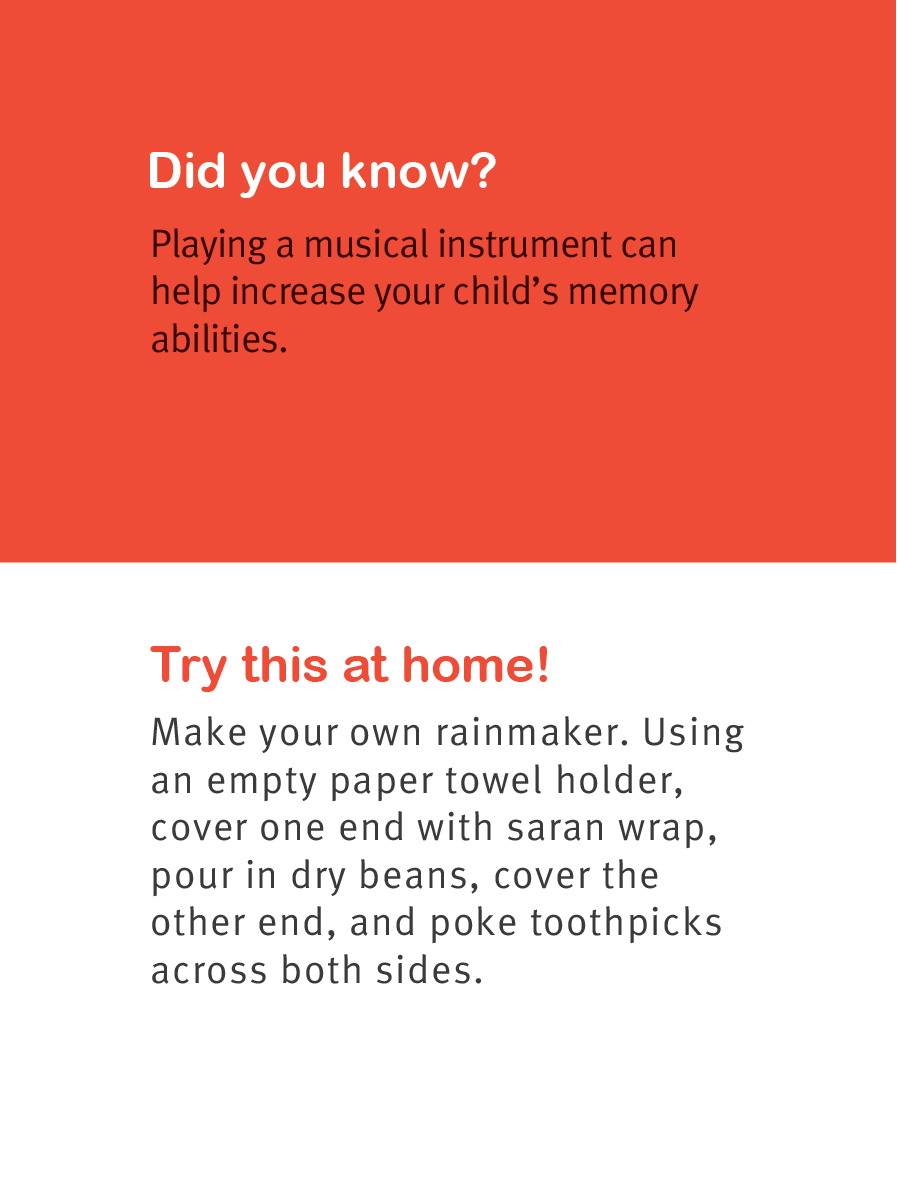 Did you know?
Playing a musical instrument can
help increase your child’s memory
abilities.
Try this at home!
Make your own rainmaker. Using
an empty paper towel holder,
cover one end with saran wrap,
pour in dry beans, cover the
other end, and poke toothpicks
across both sides.